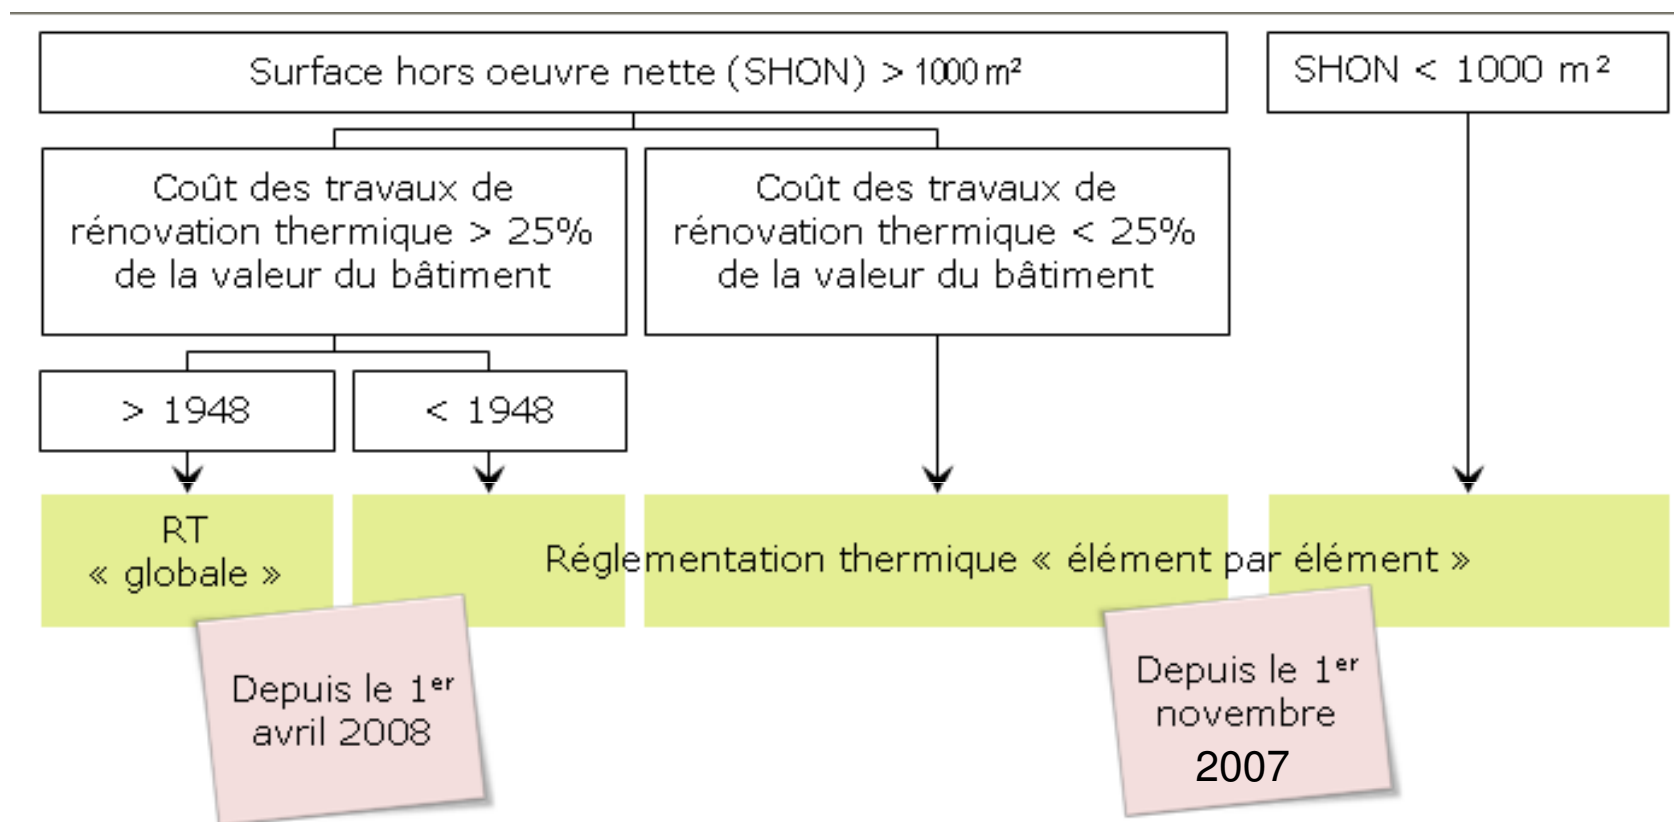 Surface hors oeuvre nette (SHON) > 1000 m²
SHON < 1000 m²
Coût des travaux de
rénovation thermique > 25%
de la valeur du bâtiment
Coût des travaux de
rénovation thermique < 25%
de la valeur du bâtiment
> 1948
< 1948
RT
« globale »
Réglementation thermique « élément par élément »
Depuis le 1er
avril 2008
Depuis le 1er
novembre
2007